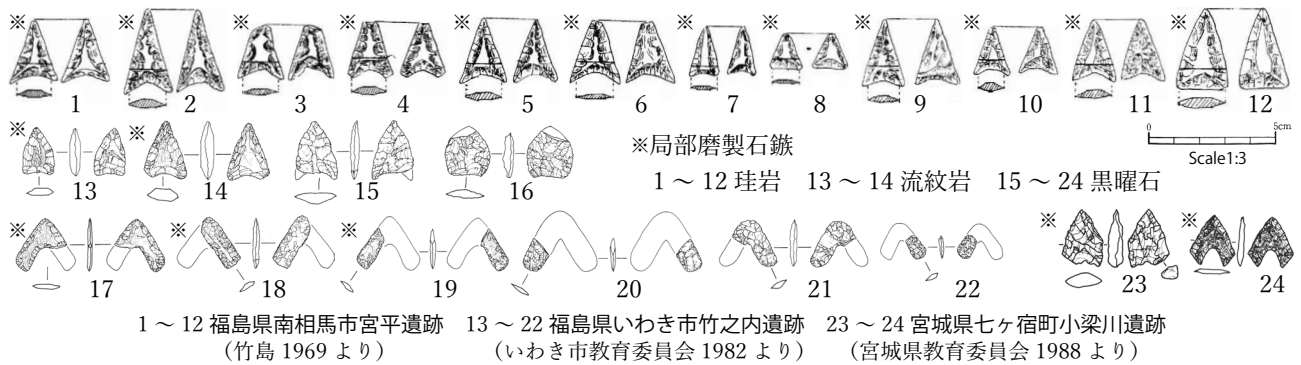 ※ ※ ※ ※ ※ ※ ※ ※ ※ ※ ※ ※
1 2 3 4 5 6 7 8 9 10 11 12
※ ※ ※局部磨製石鏃
0 5cm
Scale1:3
13 14 15 16
1 ～ 12 珪岩 13 ～ 14 流紋岩 15 ～ 24 黒曜石
※ ※ ※ ※ ※
17 18 19 20 21 22 23 24
1 ～ 12 福島県南相馬市宮平遺跡 13 ～ 22 福島県いわき市竹之内遺跡 23 ～ 24 宮城県七ヶ宿町小梁川遺跡
（竹島 1969 より） （いわき市教育委員会 1982 より） （宮城県教育委員会 1988 より）